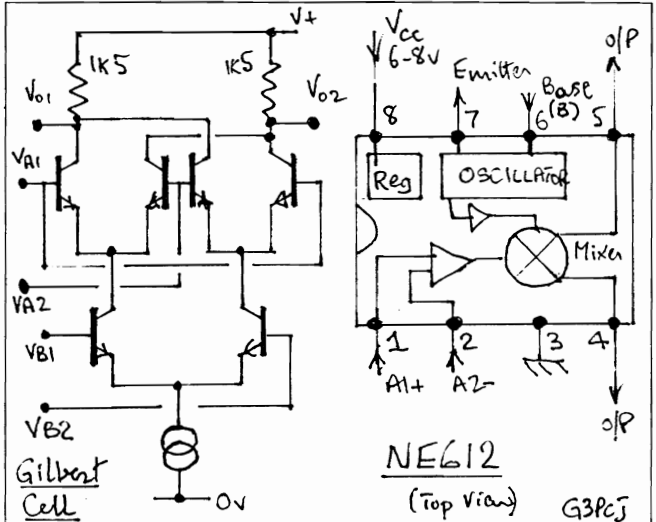 V+
1K5
1K5
Vo1
Vo2
VA1
VA2
VB1
VB2
Gilbert
Cell
0v
Vcc
6-8v
Emitter
Base
(B)
O/P
8
7
6
5
Reg
OSCILLATOR
Mixer
1
2
3
4
A1+
A2-
O/P
NE612
(Top View)
G3PCJ